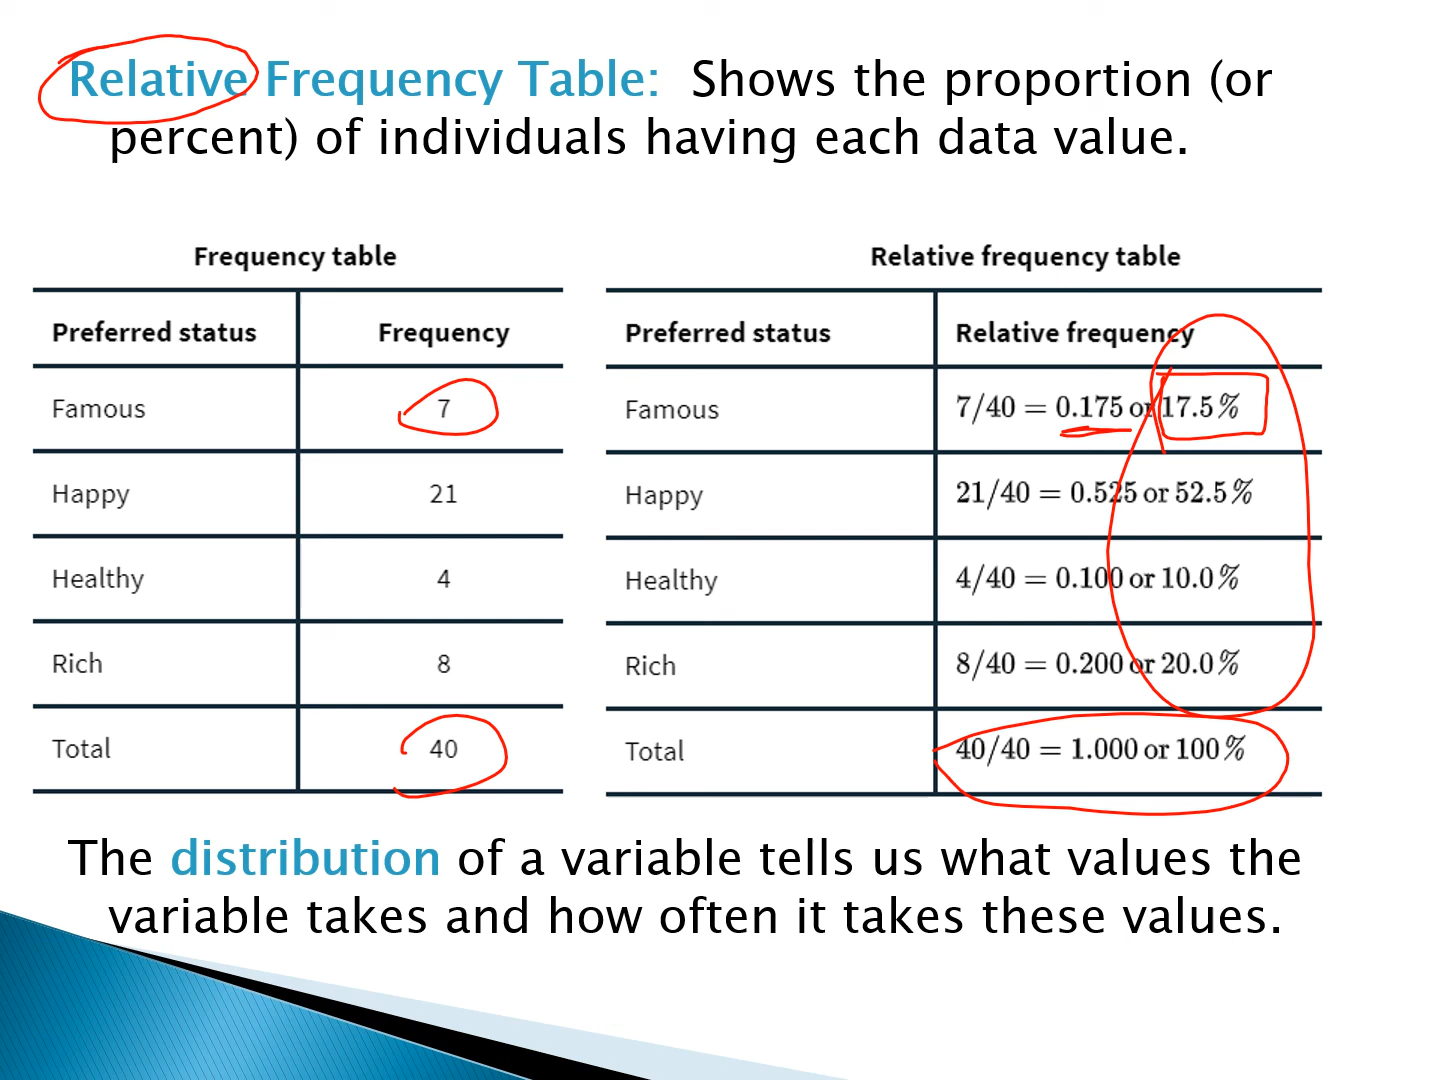 Relative Frequency Table: Shows the proportion (or
percent) of individuals having each data value.
Frequency table
Preferred status Frequency
Famous 7
Happy 21
Healthy 4
Rich 8
Total 40
Relative frequency table
Preferred status Relative frequency
Famous 7/40 = 0.175 or 17.5%
Happy 21/40 = 0.525 or 52.5%
Healthy 4/40 = 0.100 or 10.0%
Rich 8/40 = 0.200 or 20.0%
Total 40/40 = 1.000 or 100%
The distribution of a variable tells us what values the
variable takes and how often it takes these values.